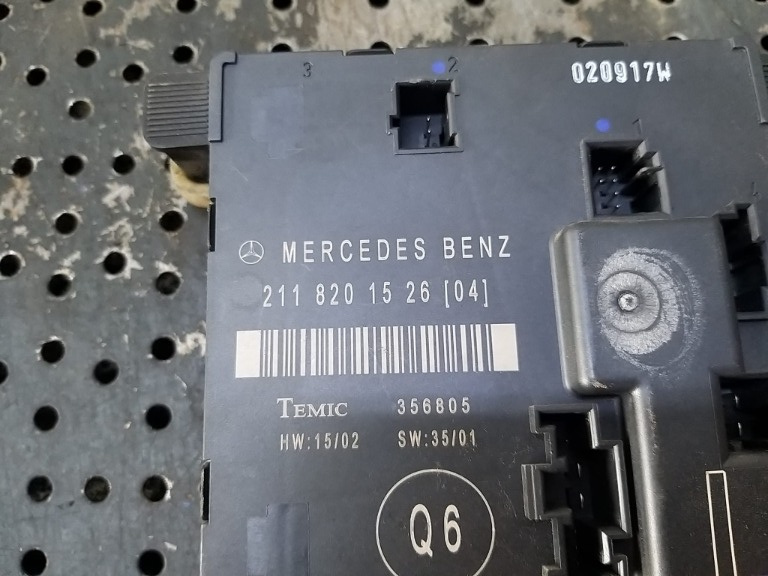 3
2
020917W
1
MERCEDES BENZ
211 820 15 26 [04]
TEMIC 356805
HW:15/02 SW:35/01
Q6